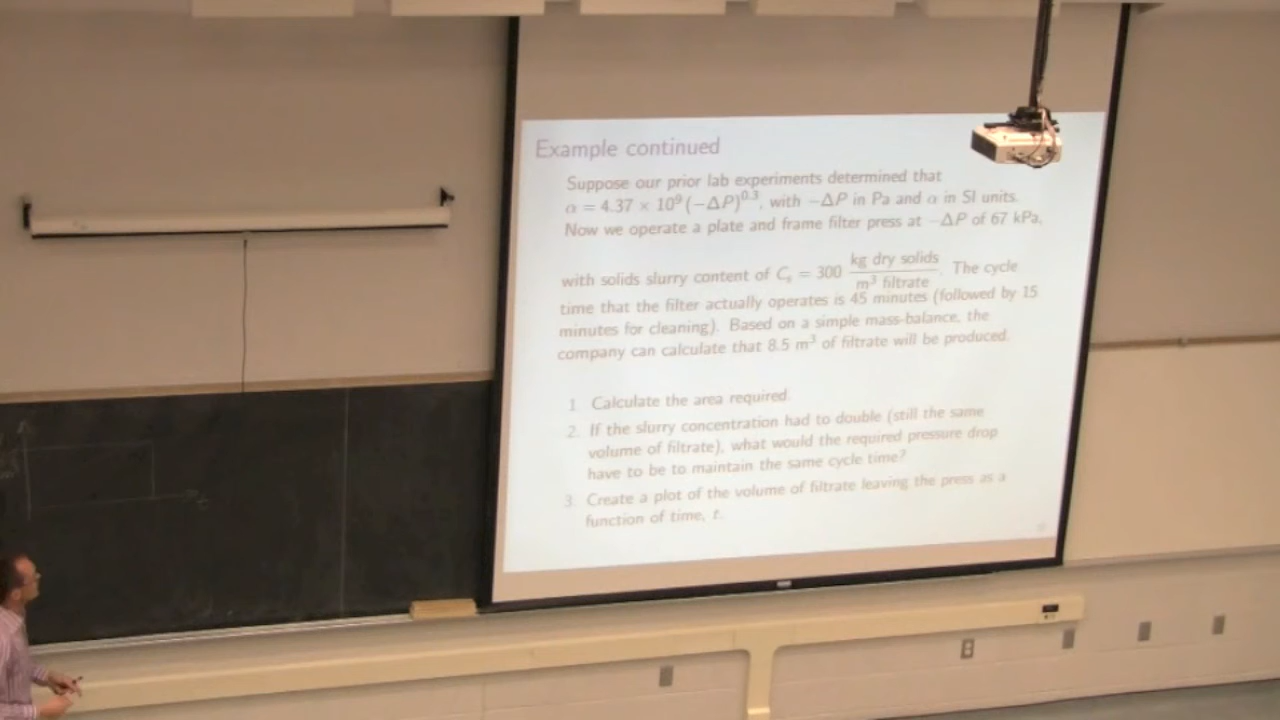 Example continued
Suppose our prior lab experiments determined that
α = 4.37 × 10⁹ (−ΔP)⁰·³, with −ΔP in Pa and α in SI units.
Now we operate a plate and frame filter press at −ΔP of 67 kPa,
with solids slurry content of Cₛ = 300 kg dry solids / m³ filtrate. The cycle
time that the filter actually operates is 45 minutes (followed by 15
minutes for cleaning). Based on a simple mass-balance, the
company can calculate that 8.5 m³ of filtrate will be produced.
1. Calculate the area required.
2. If the slurry concentration had to double (still the same
volume of filtrate), what would the required pressure drop
have to be to maintain the same cycle time?
3. Create a plot of the volume of filtrate leaving the press as a
function of time, t.